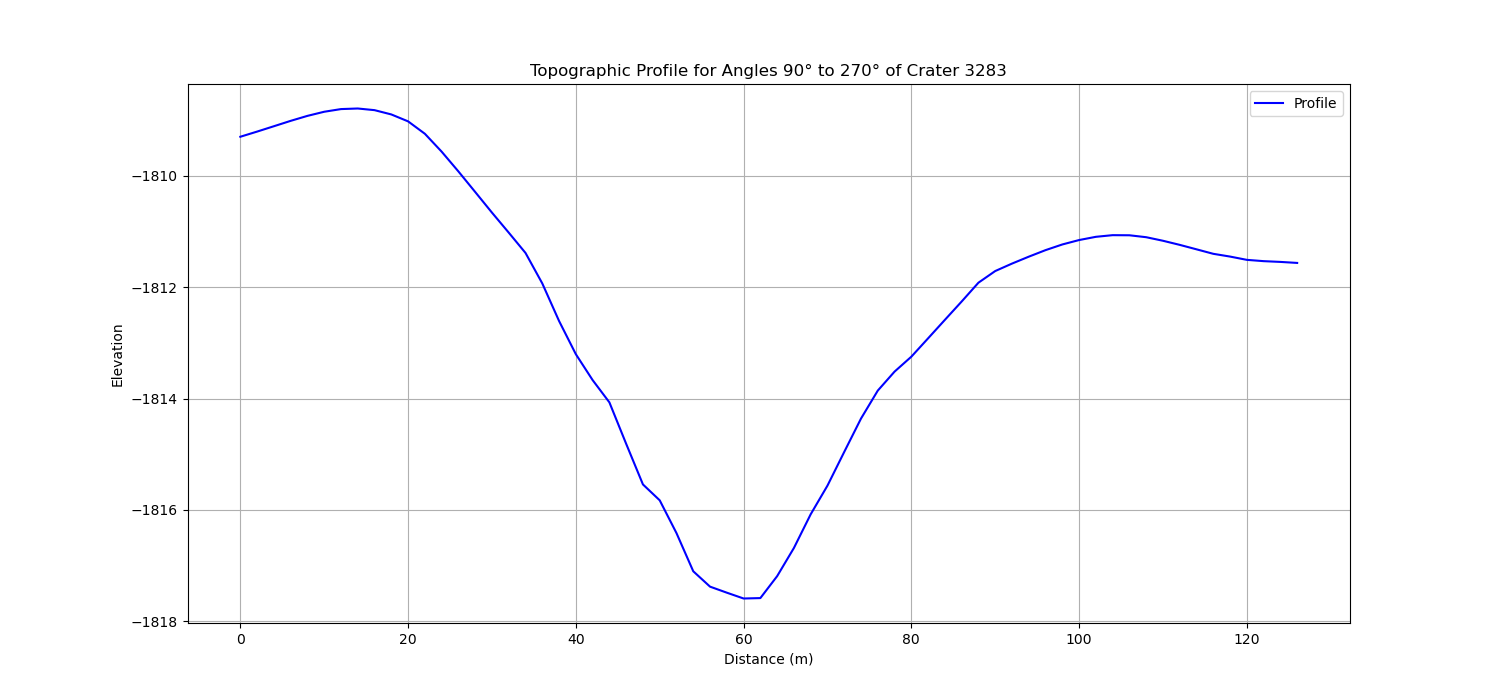 Topographic Profile for Angles 90° to 270° of Crater 3283
Profile
−1810
−1812
−1814
−1816
−1818
Elevation
0 20 40 60 80 100 120
Distance (m)